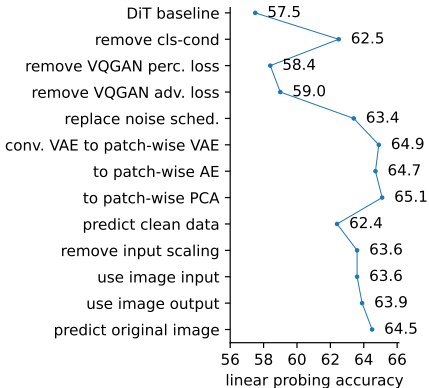 DiT baseline 57.5
remove cls-cond 62.5
remove VQGAN perc. loss 58.4
remove VQGAN adv. loss 59.0
replace noise sched. 63.4
conv. VAE to patch-wise VAE 64.9
to patch-wise AE 64.7
to patch-wise PCA 65.1
predict clean data 62.4
remove input scaling 63.6
use image input 63.6
use image output 63.9
predict original image 64.5
56 58 60 62 64 66
linear probing accuracy